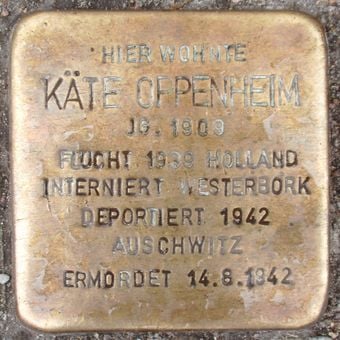 HIER WOHNTE
KÄTE OPPENHEIM
JG. 1909
FLUCHT 1939 HOLLAND
INTERNIERT WESTERBORK
DEPORTIERT 1942
AUSCHWITZ
ERMORDET 14.8.1942